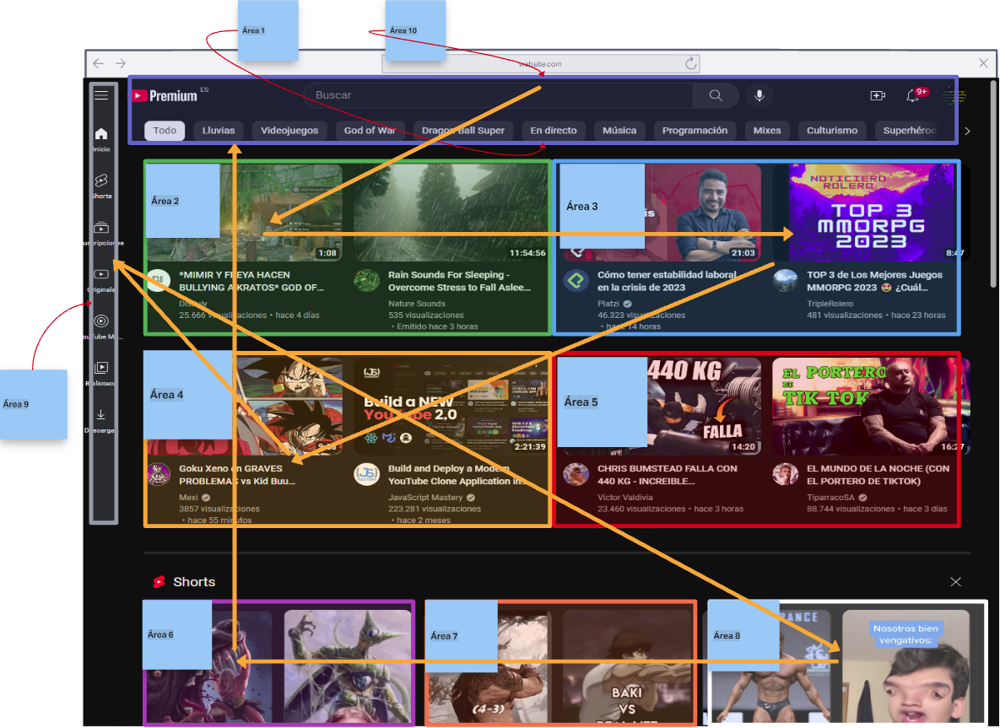 Área 1
Área 10
website.com
Premium ES
Buscar
9+
Todo
Lluvias
Videojuegos
God of War
Dragon Ball Super
En directo
Música
Programación
Mixes
Culturismo
Superhéroe
Inicio
Shorts
Originals
Biblioteca
Descarga
Área 9
Área 2
1:08
11:54:56
Área 3
21:03
NOTICIERO
ROLERO
TOP 3
MMORPG
2023
8:47
*MIMIR Y FREYA HACEN
BULLYING A KRATOS* GOD OF...
25.666 visualizaciones • hace 4 días
Rain Sounds For Sleeping -
Overcome Stress to Fall Aslee...
Nature Sounds
535 visualizaciones
• Emitido hace 3 horas
Cómo tener estabilidad laboral
en la crisis de 2023
Platzi
46.323 visualizaciones
• hace 14 horas
TOP 3 de Los Mejores Juegos
MMORPG 2023 🤩 ¿Cuál...
TripleRolero
481 visualizaciones • hace 23 horas
Área 4
{JS}
MASTERY
Build a NEW
YouTube 2.0
2:21:39
Área 5
440 KG
FALLA
14:20
EL PORTERO
DE
TIK TOK
16:27
Goku Xeno en GRAVES
PROBLEMAS vs Kid Buu...
Mexi
3857 visualizaciones
• hace 55 minutos
{JS}
MASTERY
Build and Deploy a Modern
YouTube Clone Application in...
JavaScript Mastery
223.281 visualizaciones
• hace 2 meses
CHRIS BUMSTEAD FALLA CON
440 KG - INCREIBLE...
Victor Valdivia
23.460 visualizaciones • hace 3 horas
EL MUNDO DE LA NOCHE (CON
EL PORTERO DE TIKTOK)
TiparracoSA
88.744 visualizaciones • hace 3 días
Shorts
Área 6
Área 7
(4-3)
BAKI
VS
Área 8
Nosotros bien
vengativos: